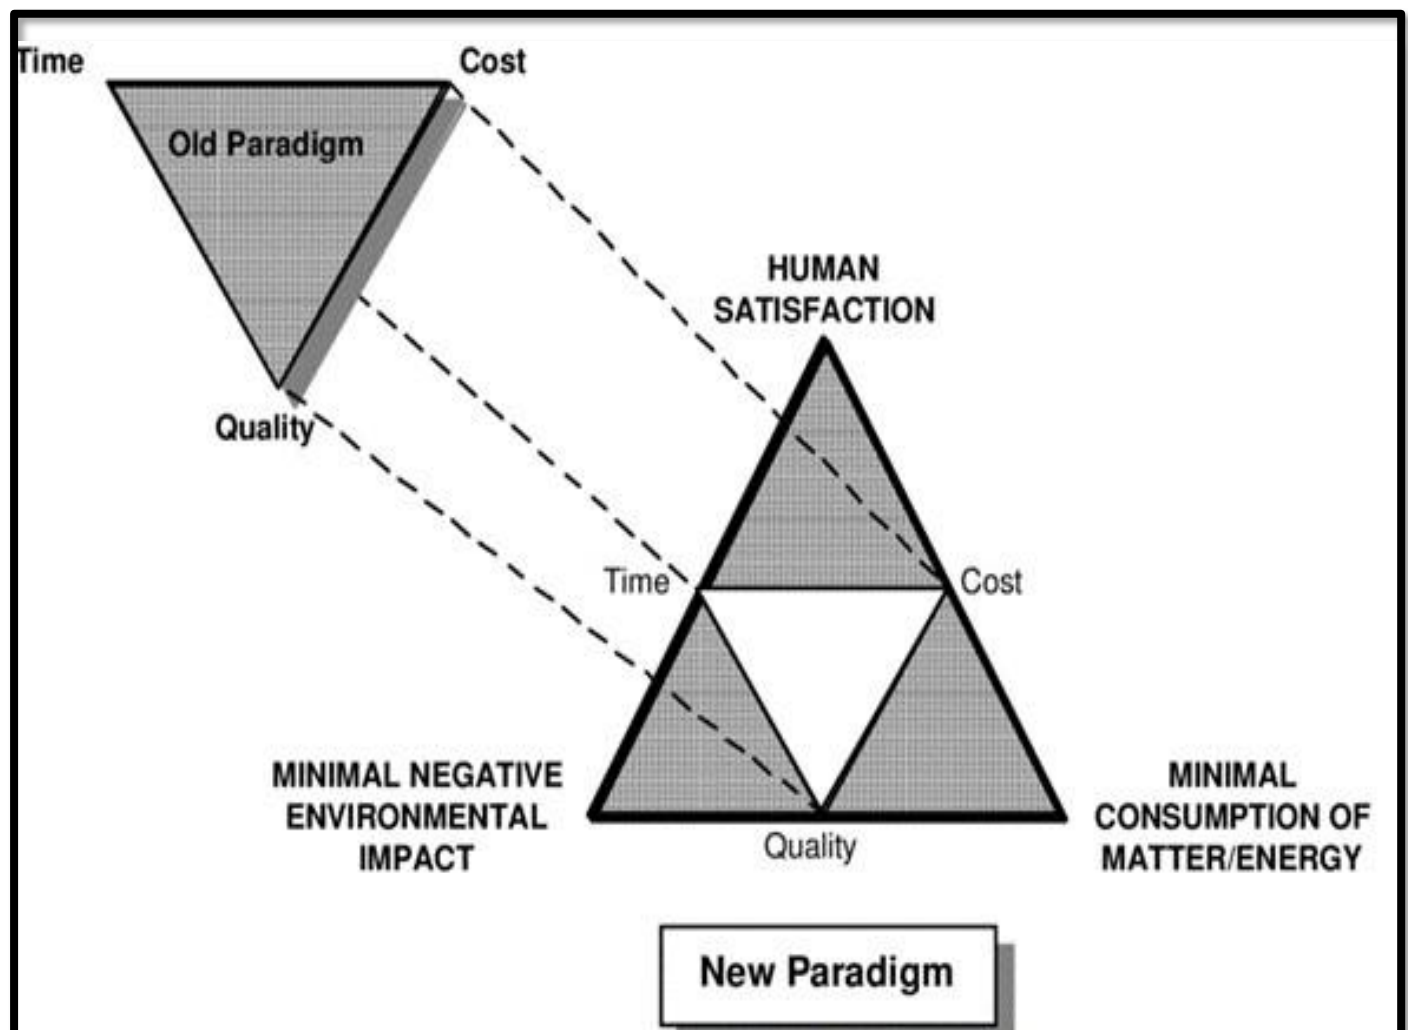 Time
Cost
Old Paradigm
Quality
HUMAN
SATISFACTION
Time
Cost
MINIMAL NEGATIVE
ENVIRONMENTAL
IMPACT
Quality
MINIMAL
CONSUMPTION OF
MATTER/ENERGY
New Paradigm